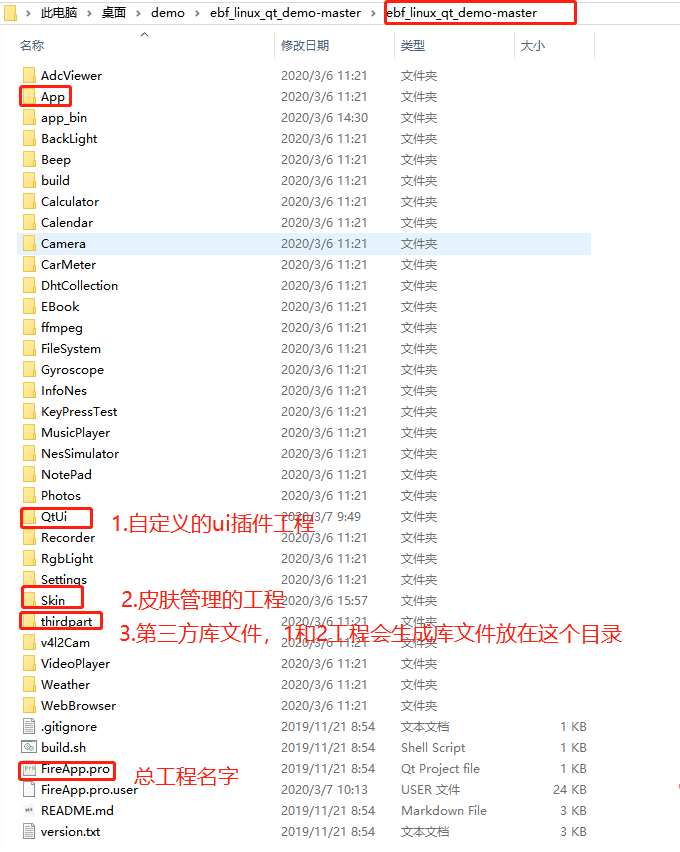 此电脑 › 桌面 › demo › ebf_linux_qt_demo-master › ebf_linux_qt_demo-master
名称 修改日期 类型 大小
AdcViewer 2020/3/6 11:21 文件夹
App 2020/3/6 11:21 文件夹
app_bin 2020/3/6 14:30 文件夹
BackLight 2020/3/6 11:21 文件夹
Beep 2020/3/6 11:21 文件夹
build 2020/3/6 11:21 文件夹
Calculator 2020/3/6 11:21 文件夹
Calendar 2020/3/6 11:21 文件夹
Camera 2020/3/6 11:21 文件夹
CarMeter 2020/3/6 11:21 文件夹
DhtCollection 2020/3/6 11:21 文件夹
EBook 2020/3/6 11:21 文件夹
ffmpeg 2020/3/6 11:21 文件夹
FileSystem 2020/3/6 11:21 文件夹
Gyroscope 2020/3/6 11:21 文件夹
InfoNes 2020/3/6 11:21 文件夹
KeyPressTest 2020/3/6 11:21 文件夹
MusicPlayer 2020/3/6 11:21 文件夹
NesSimulator 2020/3/6 11:21 文件夹
NotePad 2020/3/6 11:21 文件夹
Photos 2020/3/6 11:21 文件夹
QtUi 2020/3/7 9:49 文件夹
1.自定义的ui插件工程
Recorder 2020/3/6 11:21 文件夹
RgbLight 2020/3/6 11:21 文件夹
Settings 2020/3/6 11:21 文件夹
Skin 2020/3/6 15:57 文件夹
2.皮肤管理的工程
thirdpart 2020/3/6 11:21 文件夹
3.第三方库文件，1和2工程会生成库文件放在这个目录
v4l2Cam 2020/3/6 11:21 文件夹
VideoPlayer 2020/3/6 11:21 文件夹
Weather 2020/3/6 11:21 文件夹
WebBrowser 2020/3/6 11:21 文件夹
.gitignore 2019/11/21 8:54 文本文档 1 KB
build.sh 2019/11/21 8:54 Shell Script 1 KB
FireApp.pro 2019/11/21 8:54 Qt Project file 1 KB
总工程名字
FireApp.pro.user 2020/3/7 10:13 USER 文件 24 KB
README.md 2019/11/21 8:54 Markdown File 3 KB
version.txt 2019/11/21 8:54 文本文档 3 KB